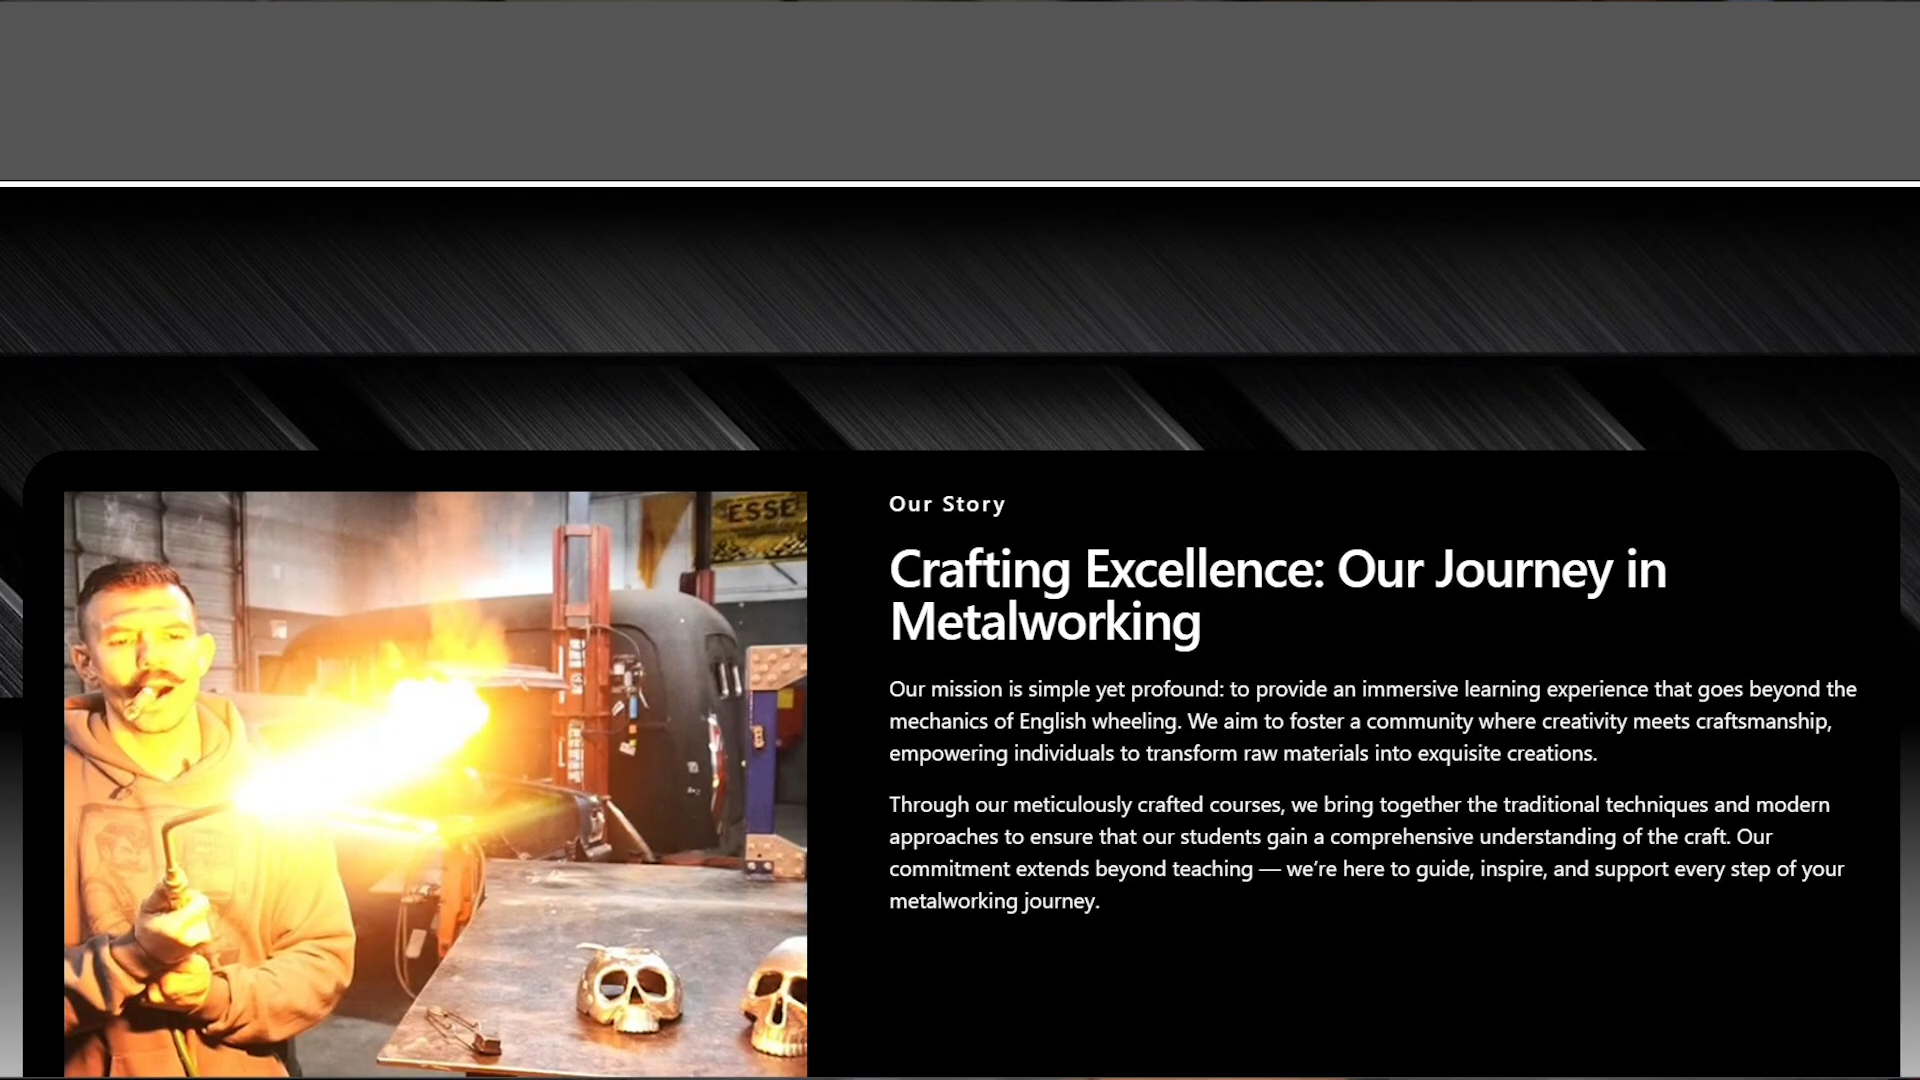 ESSE
Our Story
Crafting Excellence: Our Journey in
Metalworking
Our mission is simple yet profound: to provide an immersive learning experience that goes beyond the
mechanics of English wheeling. We aim to foster a community where creativity meets craftsmanship,
empowering individuals to transform raw materials into exquisite creations.
Through our meticulously crafted courses, we bring together the traditional techniques and modern
approaches to ensure that our students gain a comprehensive understanding of the craft. Our
commitment extends beyond teaching — we’re here to guide, inspire, and support every step of your
metalworking journey.